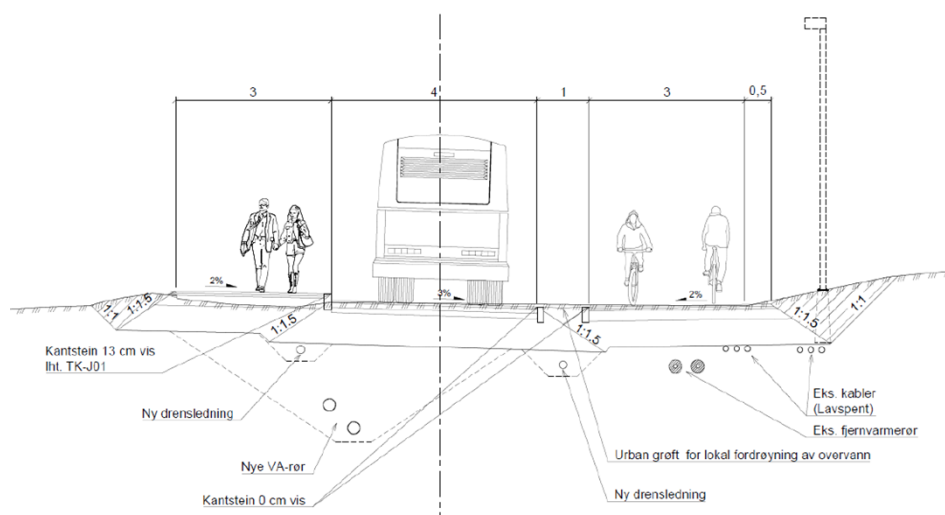 3
4
1
3
0,5
2%
3%
2%
1:1
1:1.5
1:1.5
1:1.5
1:1.5
1:1
Kantstein 13 cm vis
Iht. TK-J01
Ny drensledning
Nye VA-rør
Kantstein 0 cm vis
Eks. kabler
(Lavspent)
Eks. fjernvarmerør
Urban grøft for lokal fordrøyning av overvann
Ny drensledning